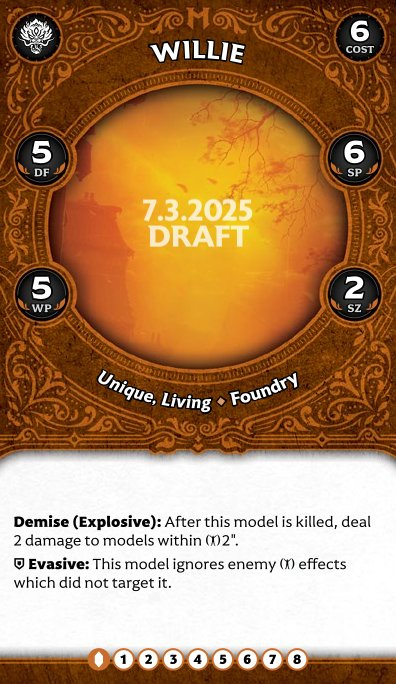 WILLIE
6
COST
5
DF
6
SP
7.3.2025
DRAFT
5
WP
2
SZ
Unique, Living ◆ Foundry
Demise (Explosive): After this model is killed, deal
2 damage to models within 2".
Evasive: This model ignores enemy effects
which did not target it.
1 2 3 4 5 6 7 8